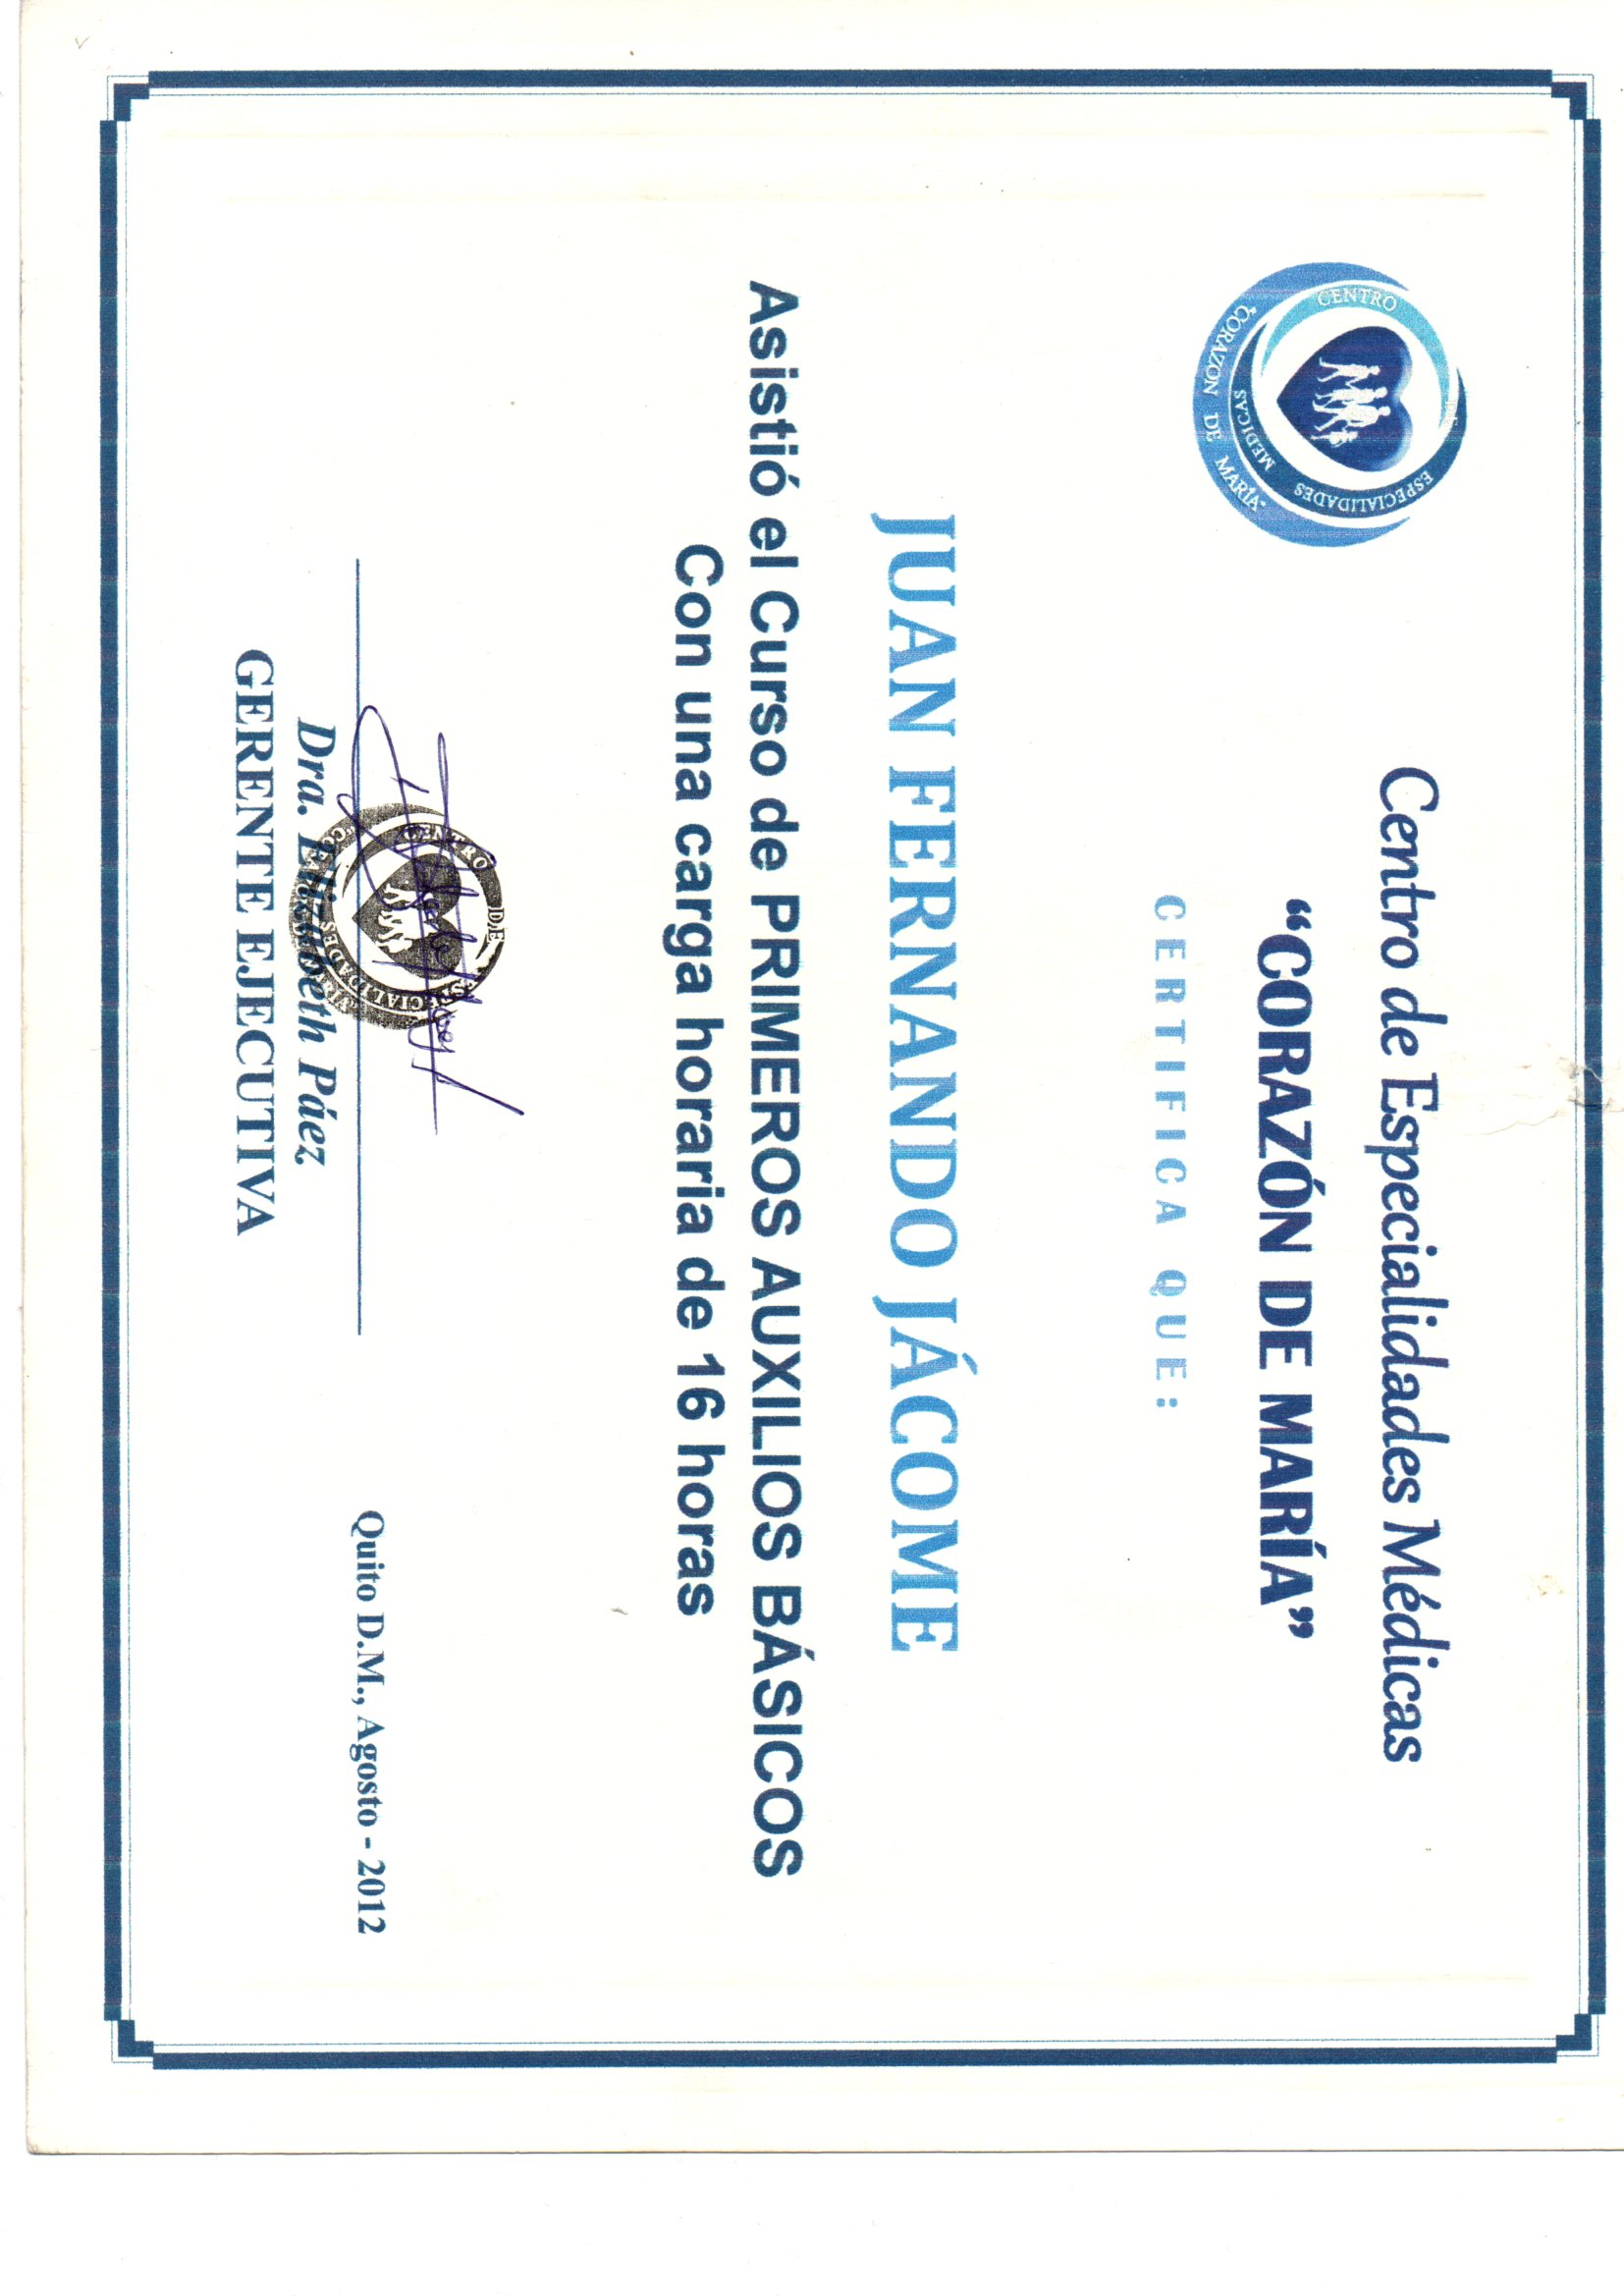 CENTRO DE ESPECIALIDADES MEDICAS
"CORAZON DE MARIA"
Centro de Especialidades Médicas
“CORAZÓN DE MARÍA”
CERTIFICA QUE:
JUAN FERNANDO JÁCOME
Asistió el Curso de PRIMEROS AUXILIOS BÁSICOS
Con una carga horaria de 16 horas
CENTRO DE ESPECIALIDADES
Quito D.M., Agosto - 2012
Dra. Elizabeth Páez
GERENTE EJECUTIVA